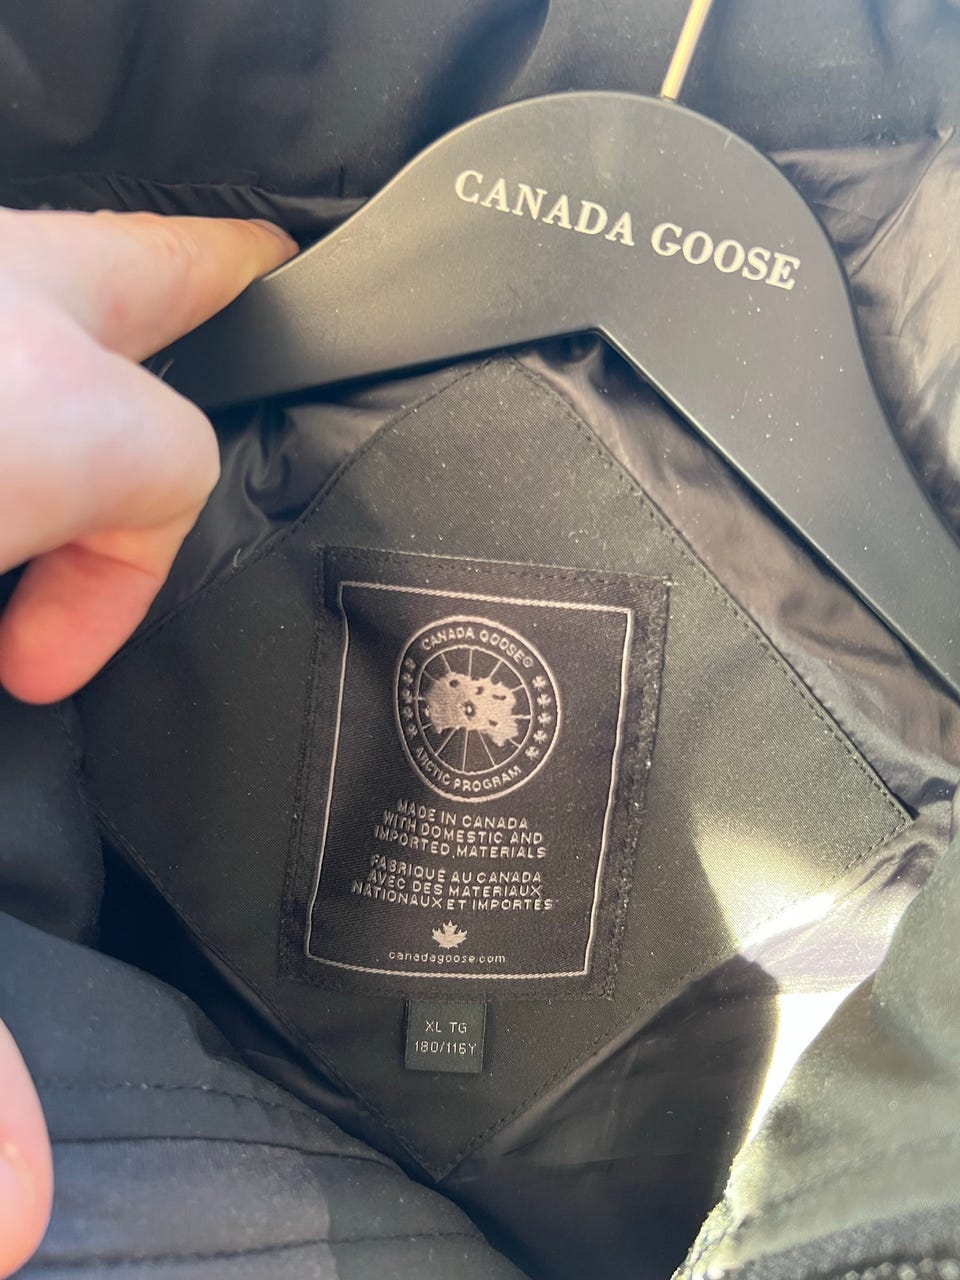 CANADA GOOSE
CANADA GOOSE®
ARCTIC PROGRAM
MADE IN CANADA
WITH DOMESTIC AND
IMPORTED MATERIALS
FABRIQUÉ AU CANADA
AVEC DES MATERIAUX
NATIONAUX ET IMPORTÉS
canadagoose.com
XL TG
180/116Y